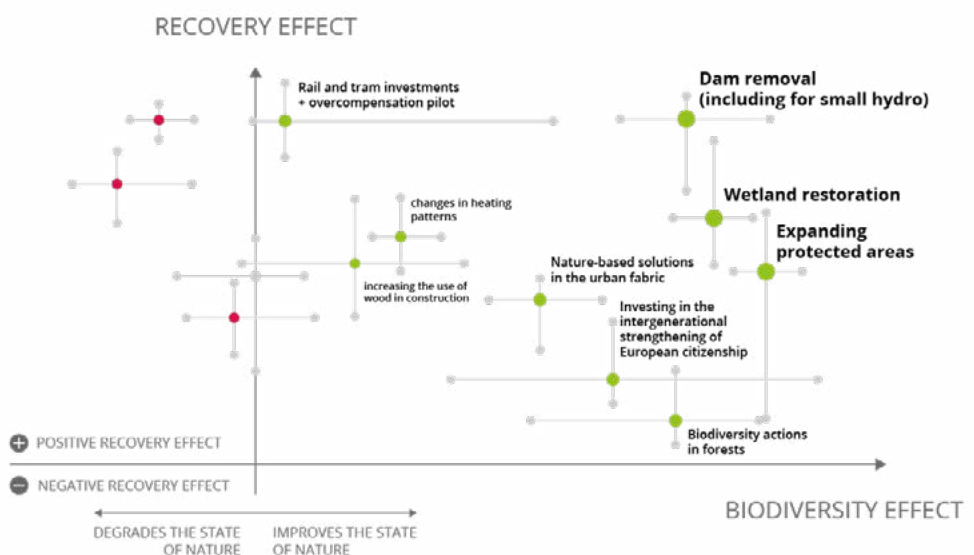 RECOVERY EFFECT
Rail and tram investments
+ overcompensation pilot
Dam removal
(including for small hydro)
Wetland restoration
changes in heating
patterns
Expanding
protected areas
Nature-based solutions
in the urban fabric
increasing the use of
wood in construction
Investing in the
intergenerational
strengthening of
European citizenship
Biodiversity actions
in forests
+ POSITIVE RECOVERY EFFECT
− NEGATIVE RECOVERY EFFECT
BIODIVERSITY EFFECT
DEGRADES THE STATE
OF NATURE
IMPROVES THE STATE
OF NATURE